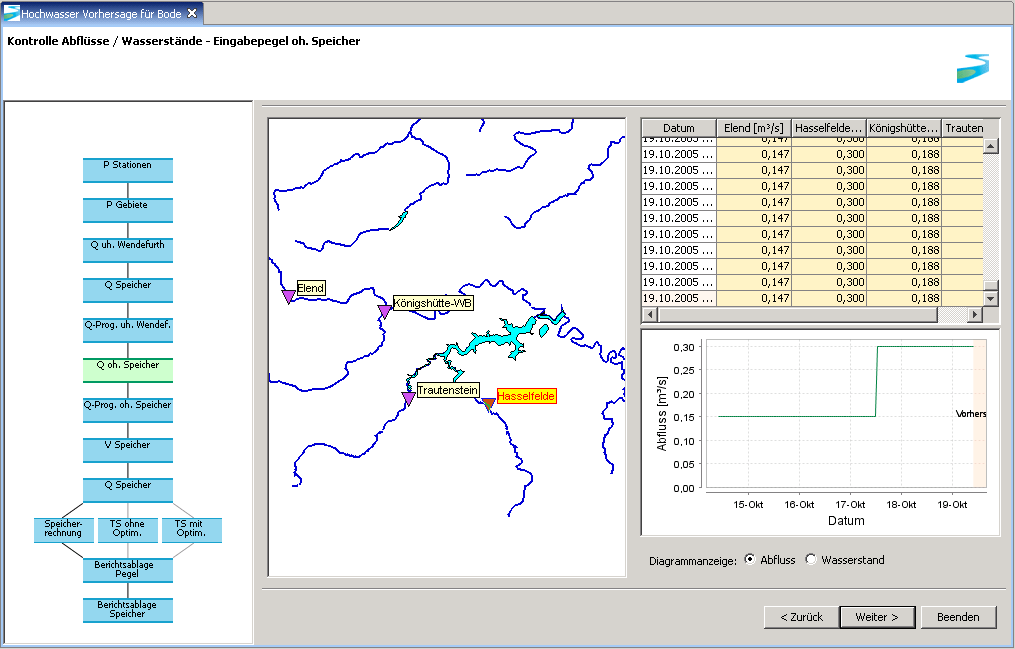 Hochwasser Vorhersage für Bode
Kontrolle Abflüsse / Wasserstände - Eingabepegel oh. Speicher
P Stationen
P Gebiete
Q uh. Wendefurth
Q Speicher
Q-Prog. uh. Wendef.
Q oh. Speicher
Q-Prog. oh. Speicher
V Speicher
Q Speicher
Speicher-
rechnung
TS ohne
Optim.
TS mit
Optim.
Berichtsablage
Pegel
Berichtsablage
Speicher
Elend
Königshütte-WB
Trautenstein
Hasselfelde
Datum Elend [m³/s] Hasselfelde... Königshütte... Trauten
19.10.2005 ... 0,147 0,300 0,188
19.10.2005 ... 0,147 0,300 0,188
19.10.2005 ... 0,147 0,300 0,188
19.10.2005 ... 0,147 0,300 0,188
19.10.2005 ... 0,147 0,300 0,188
19.10.2005 ... 0,147 0,300 0,188
19.10.2005 ... 0,147 0,300 0,188
19.10.2005 ... 0,147 0,300 0,188
19.10.2005 ... 0,147 0,300 0,188
19.10.2005 ... 0,147 0,300 0,188
19.10.2005 ... 0,147 0,300 0,188
Abfluss [m³/s]
0,30
0,25
0,20
0,15
0,10
0,05
0,00
Vorhers
15-Okt 16-Okt 17-Okt 18-Okt 19-Okt
Datum
Diagrammanzeige: Abfluss Wasserstand
< Zurück Weiter > Beenden